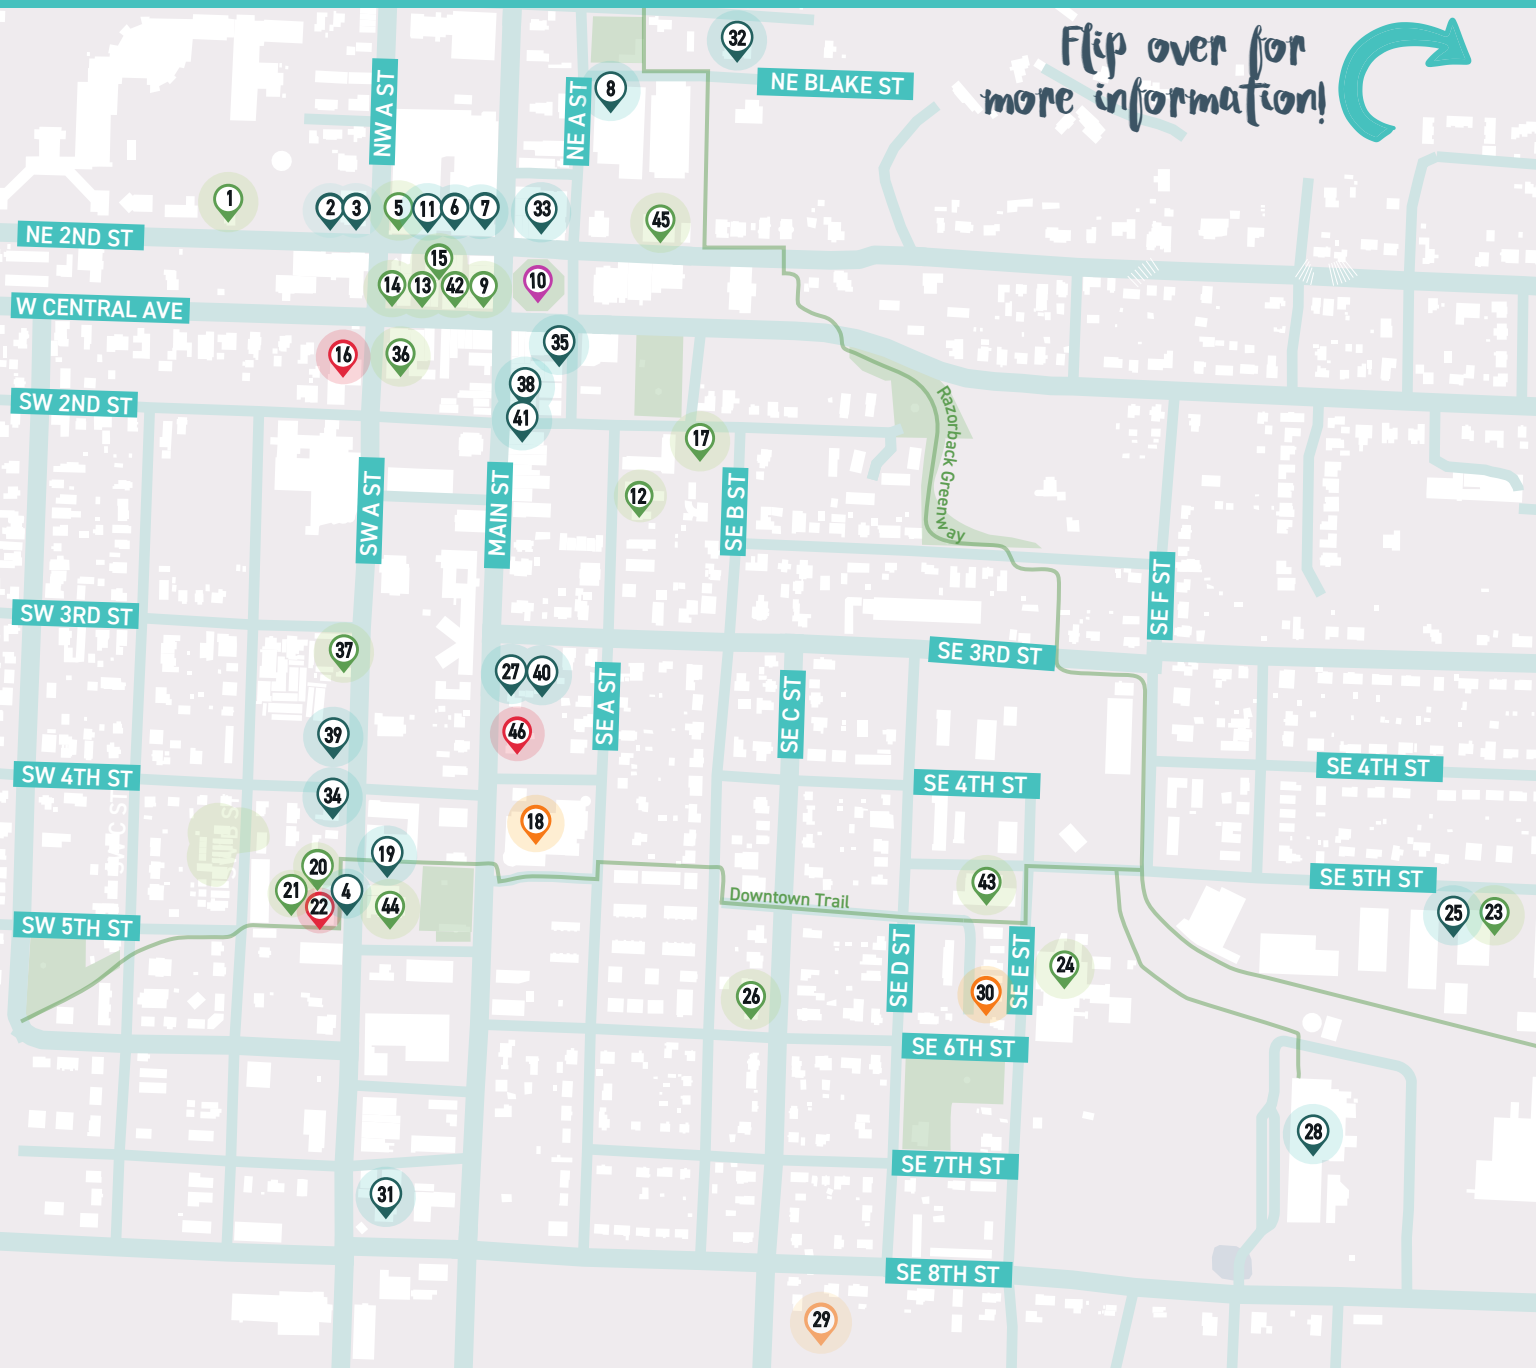 Flip over for
more information!
32
NE BLAKE ST
8
NW A ST
NE A ST
1
2
3
5
11
6
7
33
45
NE 2ND ST
15
14
13
42
9
10
W CENTRAL AVE
16
36
35
38
41
SW 2ND ST
17
12
Razorback Greenway
SW A ST
MAIN ST
SE B ST
SE F ST
SW 3RD ST
SE 3RD ST
37
27
40
46
SE A ST
SE C ST
39
SW 4TH ST
SE 4TH ST
SE 4TH ST
34
SW C ST
SW B ST
18
19
20
21
22
4
44
43
SE 5TH ST
Downtown Trail
25
23
SW 5TH ST
SE D ST
SE E ST
24
26
30
SE 6TH ST
28
SE 7TH ST
31
SE 8TH ST
29